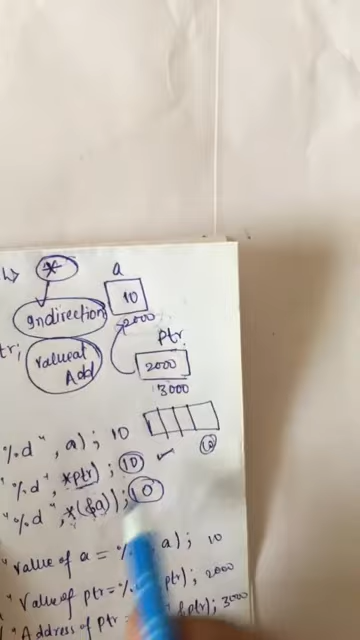 *
a
10
Indirection
2000
tr;
ptr
value at
Add
2000
3000
"%d", a); 10
"%d", *ptr); 10
"%d", *(&a)); 10
"value of a = % a); 10
"Value of ptr = % ptr); 2000
"Address of ptr = &ptr); 3000